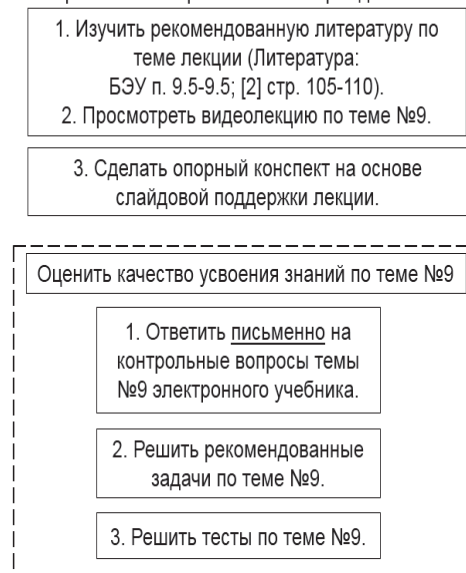 1. Изучить рекомендованную литературу по
теме лекции (Литература:
БЭУ п. 9.5-9.5; [2] стр. 105-110).
2. Просмотреть видеолекцию по теме №9.
3. Сделать опорный конспект на основе
слайдовой поддержки лекции.
Оценить качество усвоения знаний по теме №9
1. Ответить письменно на
контрольные вопросы темы
№9 электронного учебника.
2. Решить рекомендованные
задачи по теме №9.
3. Решить тесты по теме №9.